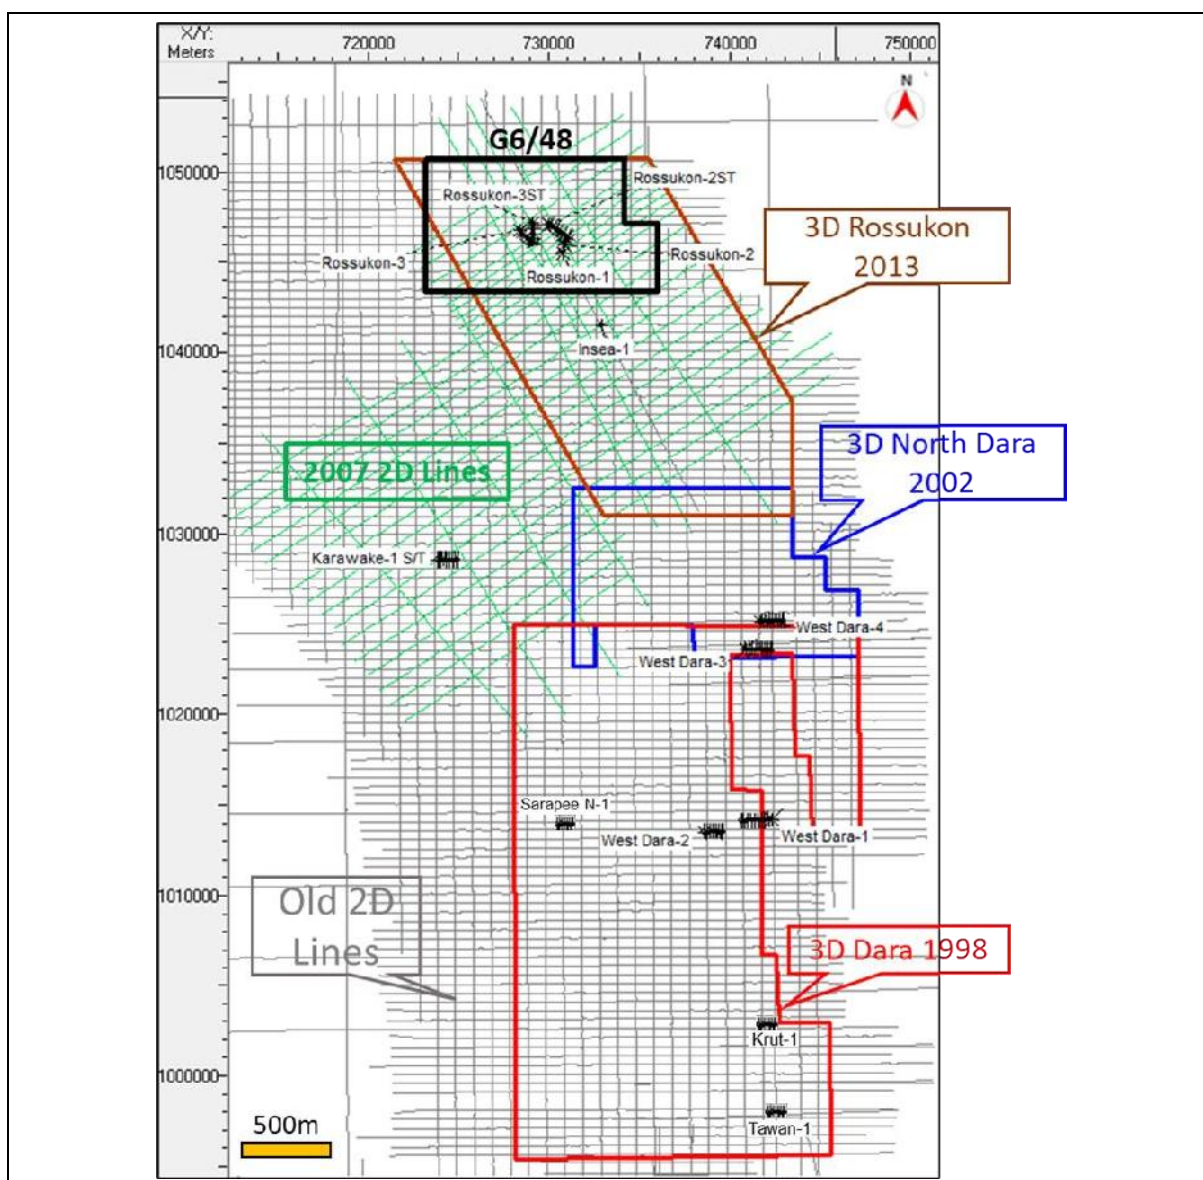 X/Y:
Meters
720000
730000
740000
750000
N
G6/48
1050000
Rossukon-3ST
Rossukon-2ST
3D Rossukon
2013
Rossukon-3
Rossukon-1
Rossukon-2
1040000
Insea-1
3D North Dara
2002
2007 2D Lines
1030000
Karawake-1 S/T
West Dara-4
West Dara-3
1020000
Sarapee N-1
West Dara-2
West Dara-1
1010000
Old 2D
Lines
3D Dara 1998
Krut-1
1000000
500m
Tawan-1